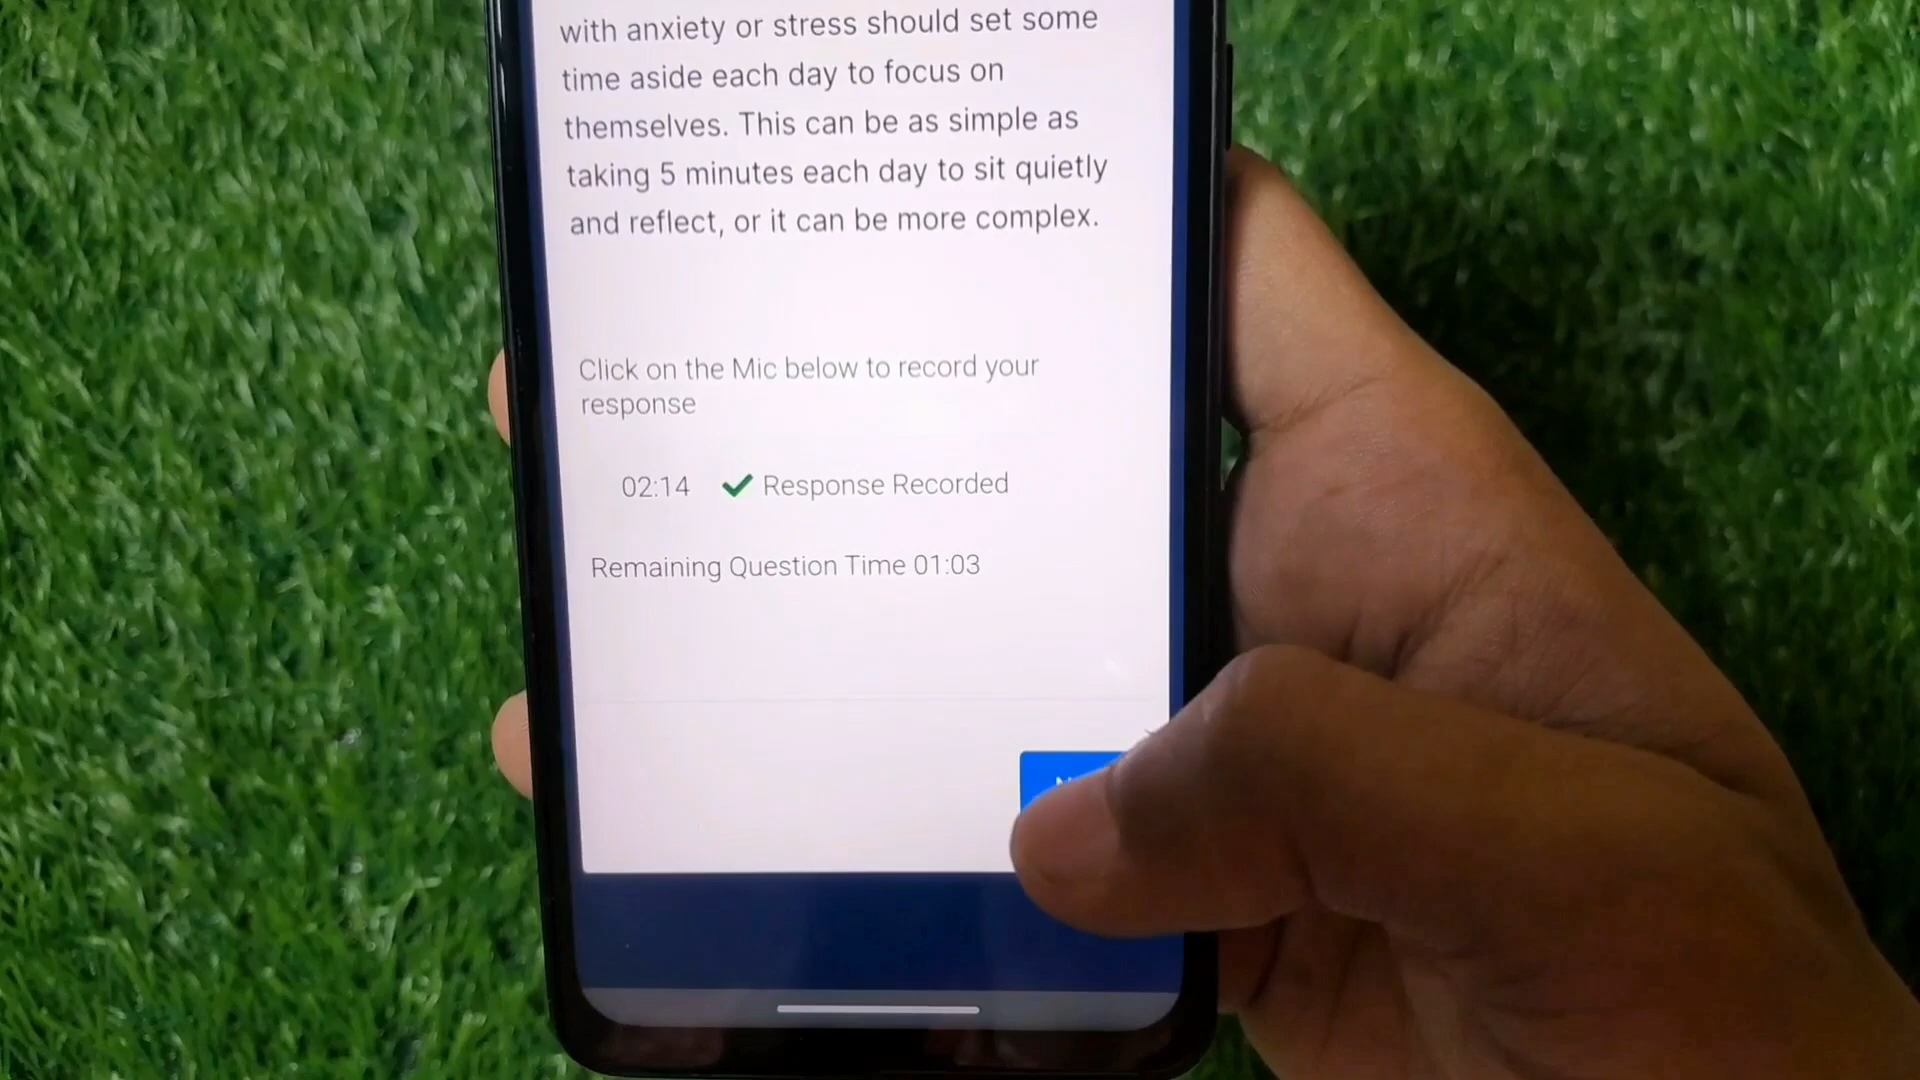 with anxiety or stress should set some
time aside each day to focus on
themselves. This can be as simple as
taking 5 minutes each day to sit quietly
and reflect, or it can be more complex.
Click on the Mic below to record your
response
02:14 Response Recorded
Remaining Question Time 01:03